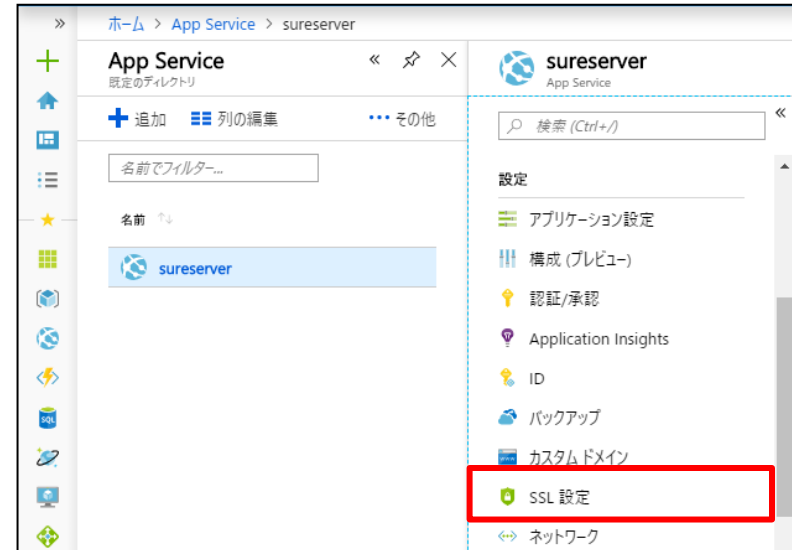 ホーム > App Service > sureserver
App Service
既定のディレクトリ
追加 列の編集 ••• その他
名前でフィルター...
名前 ↑↓
sureserver
sureserver
App Service
検索 (Ctrl+/)
設定
アプリケーション設定
構成 (プレビュー)
認証/承認
Application Insights
ID
バックアップ
カスタム ドメイン
SSL 設定
ネットワーク
SQL
www